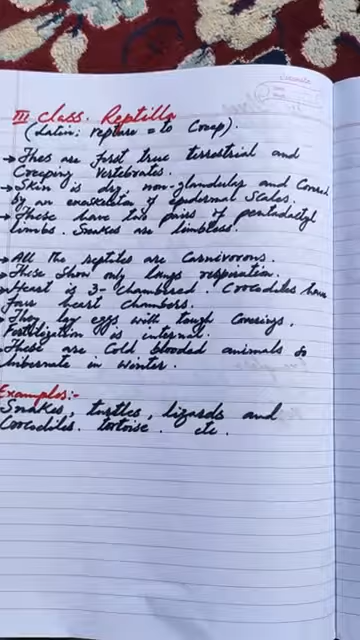 III Class. Reptilla
(Latin: repture = to Creep).
→ Thes are first true terrestrial and
Creeping Vertebrates.
→ Skin is dry, non-glandular and Covered
by an exoskeleton of epidermal Scales.
→ These have two pairs of pentadactyl
limbs. Snakes are limbless.
→ All the reptiles are Carnivorous.
→ These show only lungs respiration.
→ Heart is 3-Chambered. Crocodiles have
Four heart Chambers.
→ They lay eggs with tough Coverings,
Fertilization is internal.
→ These are Cold blooded animals so
hibernate in winter.
Examples:-
Snakes, turtles, lizards and
Crocodiles. tortoise. etc.